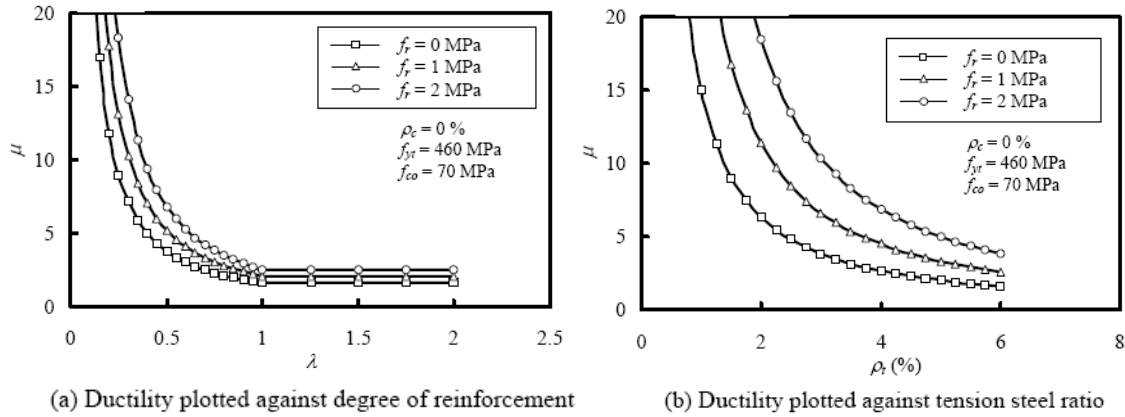 20
15
10
5
0
μ
f_r = 0 MPa
f_r = 1 MPa
f_r = 2 MPa
ρ_c = 0 %
f_yt = 460 MPa
f_co = 70 MPa
0 0.5 1 1.5 2 2.5
λ
(a) Ductility plotted against degree of reinforcement
20
15
10
5
0
μ
f_r = 0 MPa
f_r = 1 MPa
f_r = 2 MPa
ρ_c = 0 %
f_yt = 460 MPa
f_co = 70 MPa
0 2 4 6 8
ρ_t (%)
(b) Ductility plotted against tension steel ratio